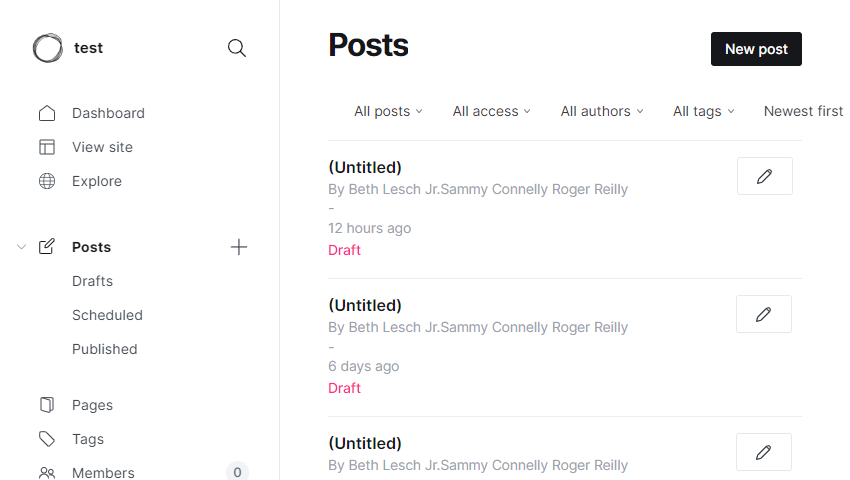 test
Dashboard
View site
Explore
Posts
Drafts
Scheduled
Published
Pages
Tags
Members 0
Posts
New post
All posts All access All authors All tags Newest first
(Untitled)
By Beth Lesch Jr.Sammy Connelly Roger Reilly
-
12 hours ago
Draft
(Untitled)
By Beth Lesch Jr.Sammy Connelly Roger Reilly
-
6 days ago
Draft
(Untitled)
By Beth Lesch Jr.Sammy Connelly Roger Reilly